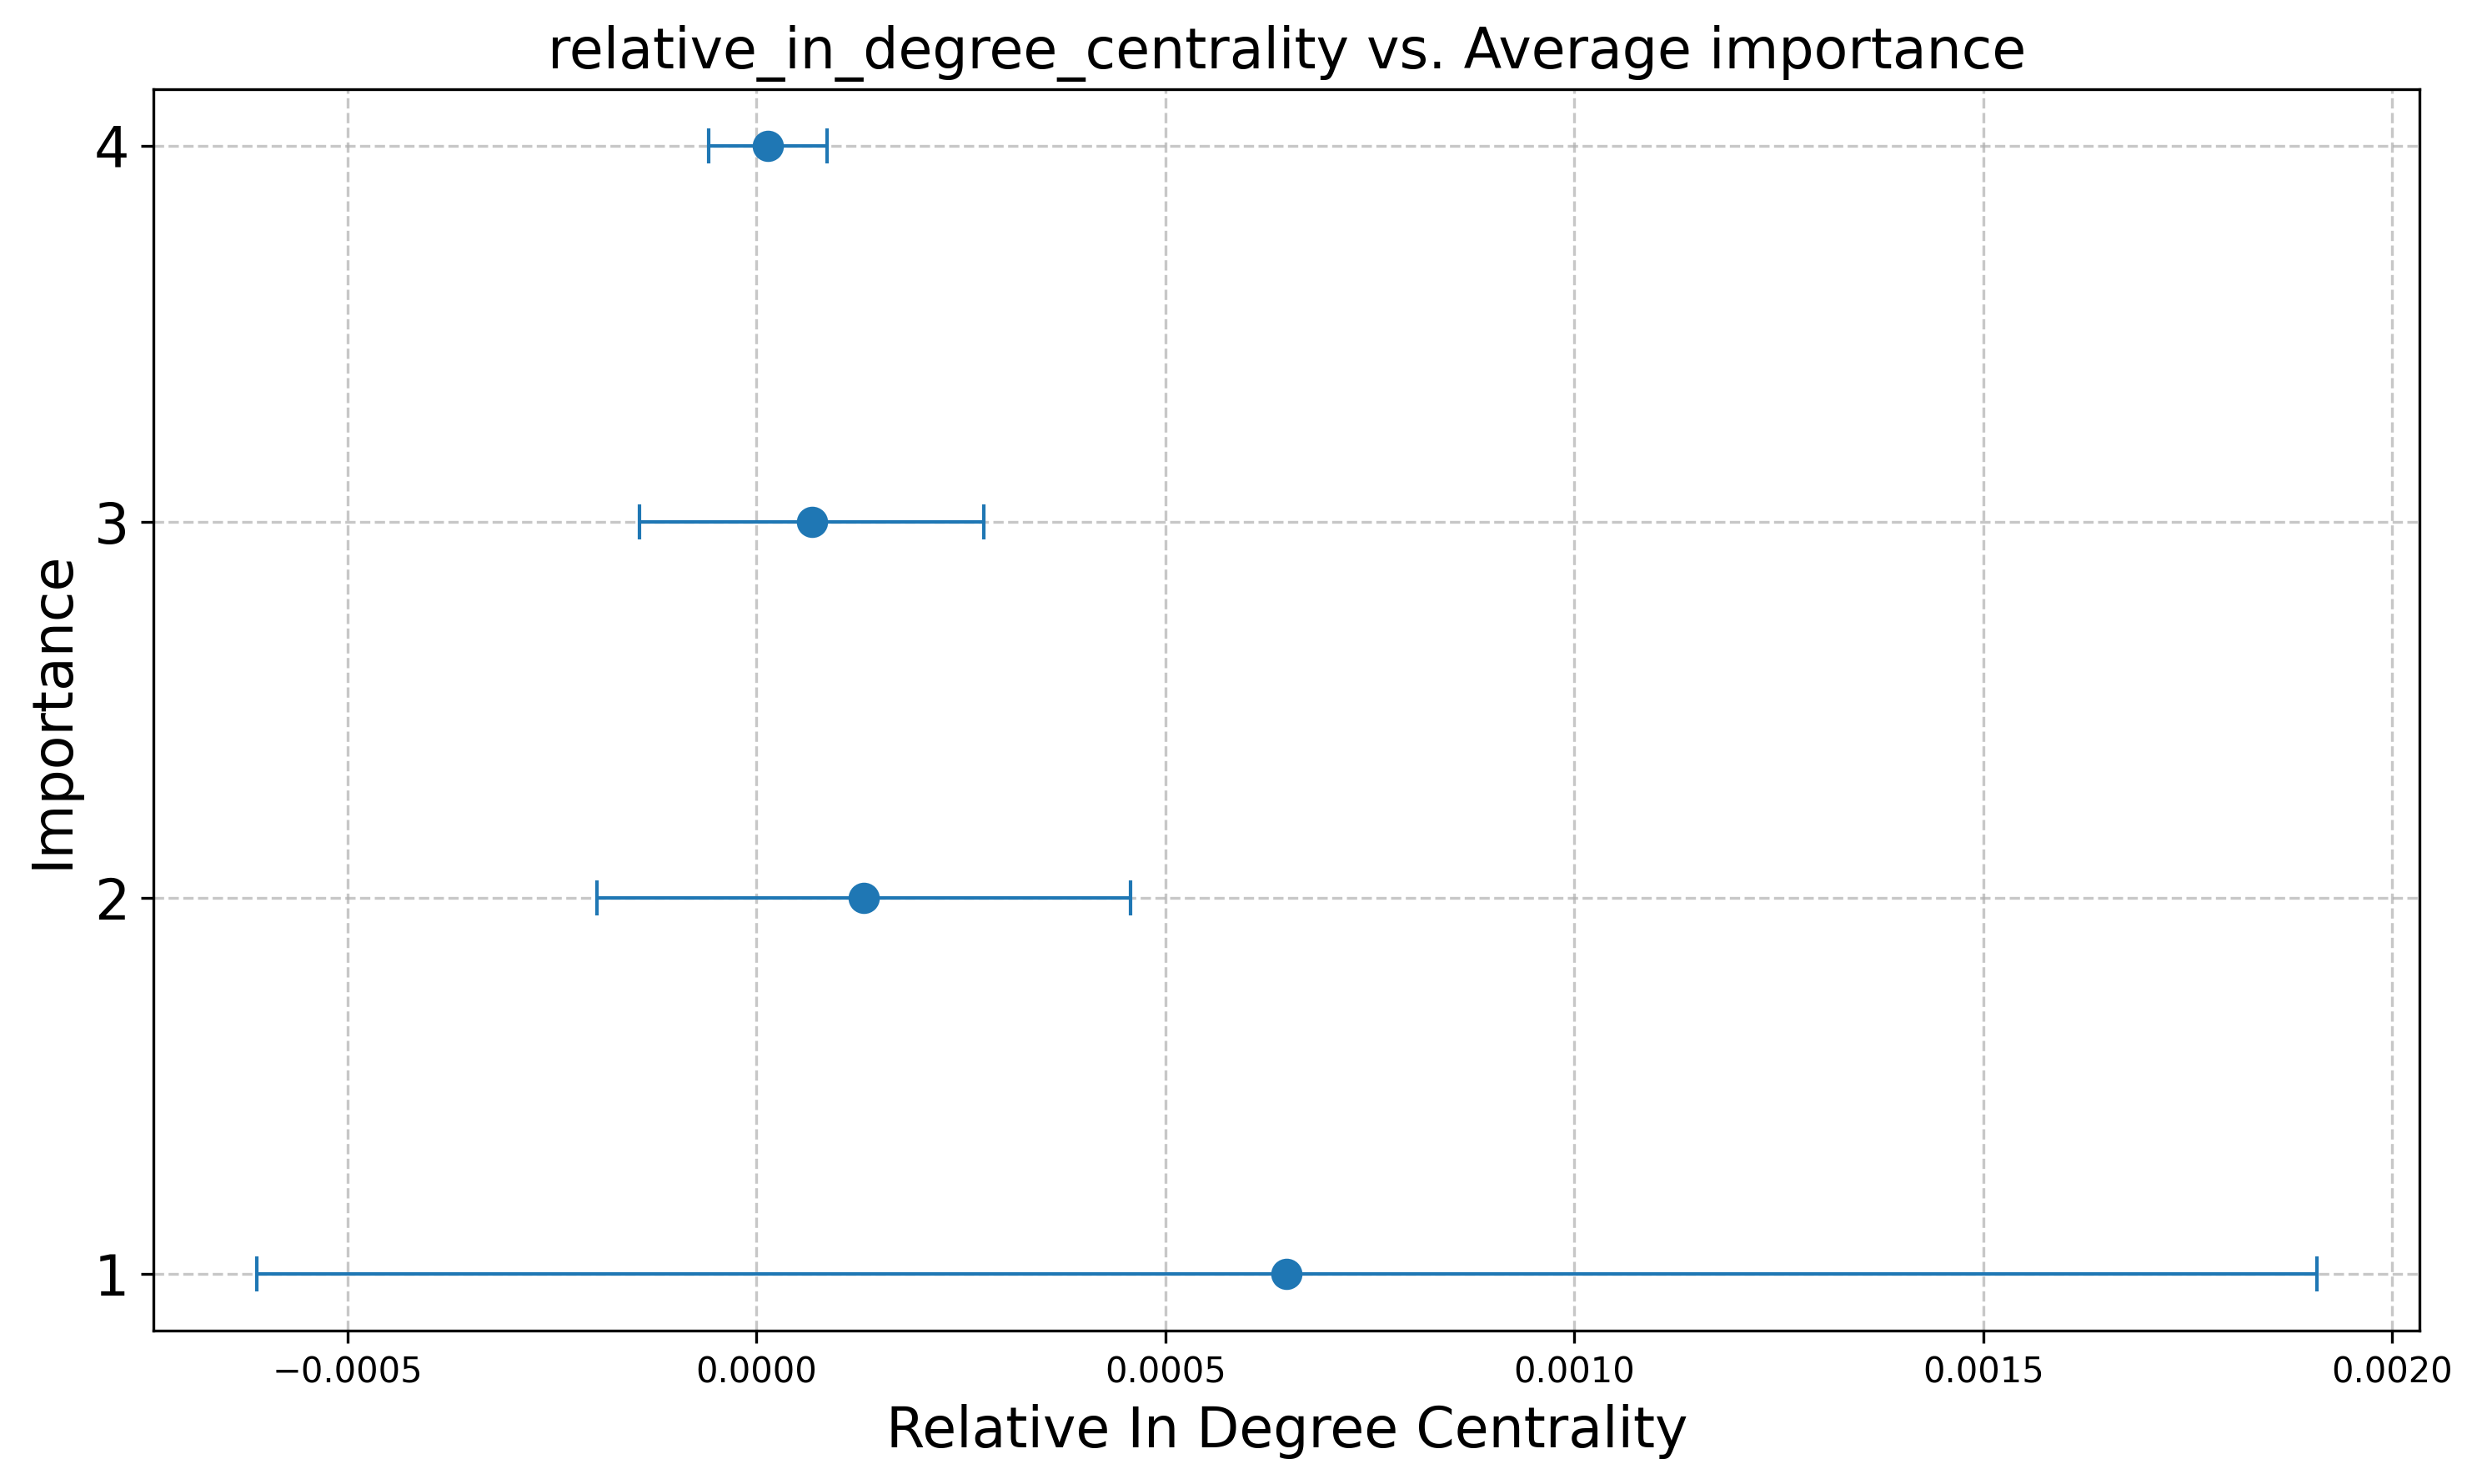 relative_in_degree_centrality vs. Average importance
Importance
4
3
2
1
−0.0005 0.0000 0.0005 0.0010 0.0015 0.0020
Relative In Degree Centrality